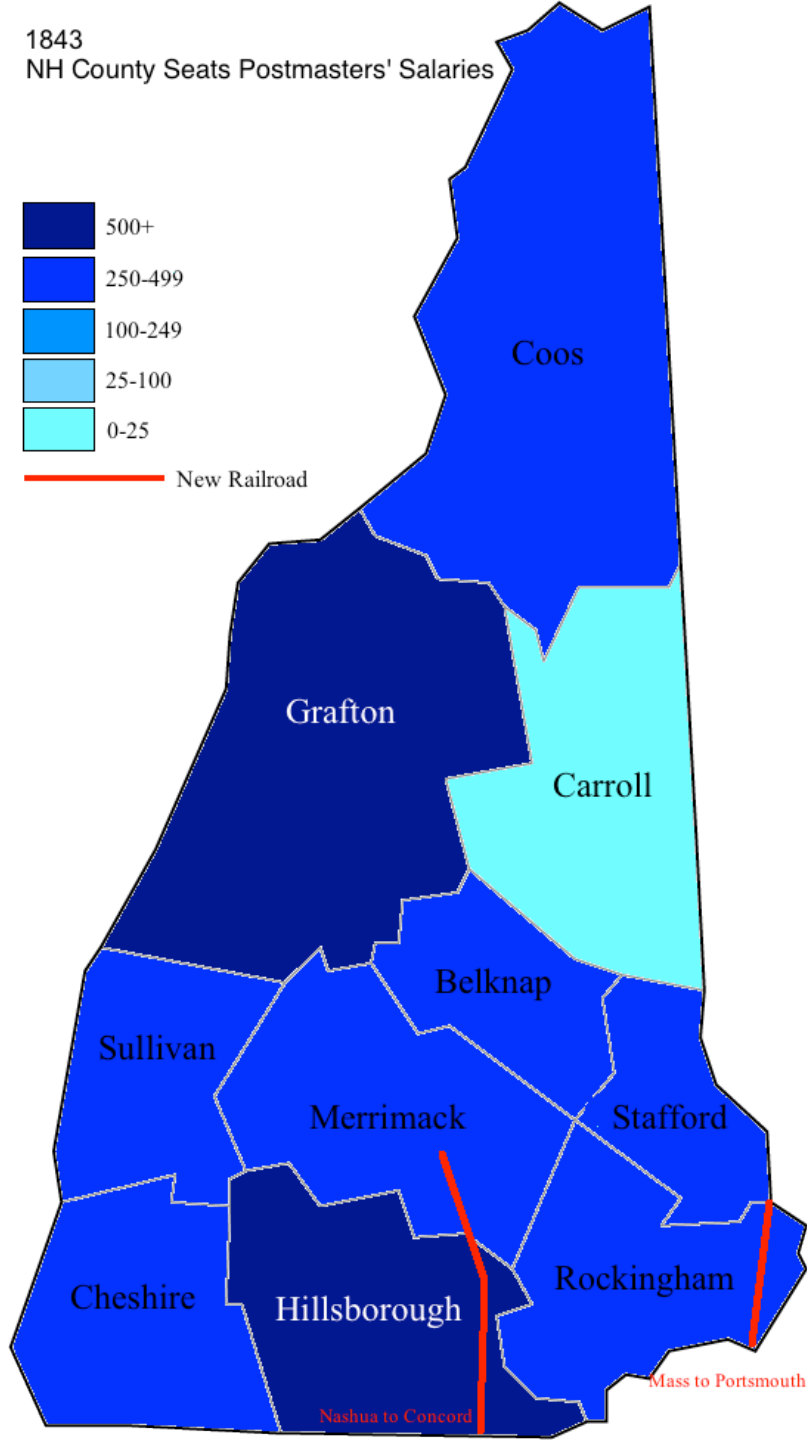 1843
NH County Seats Postmasters' Salaries
500+
250-499
100-249
25-100
0-25
New Railroad
Coos
Grafton
Carroll
Belknap
Sullivan
Merrimack
Stafford
Rockingham
Cheshire
Hillsborough
Mass to Portsmouth
Nashua to Concord